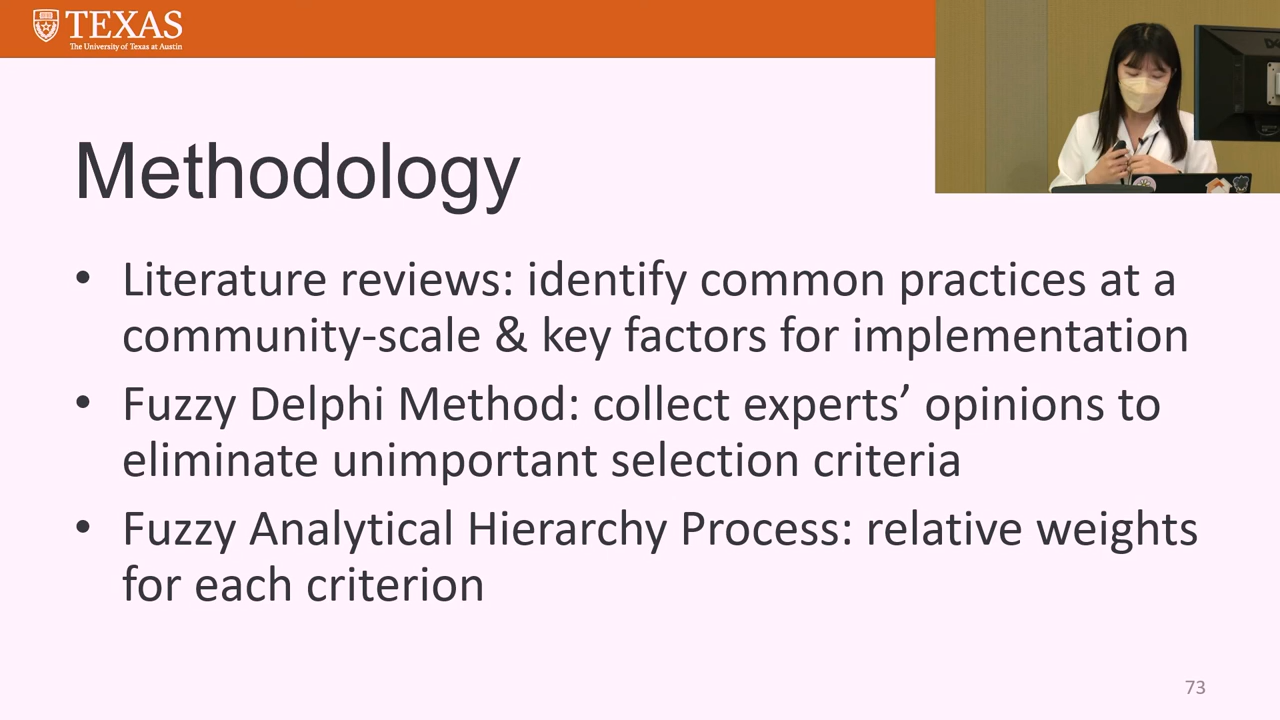 TEXAS
The University of Texas at Austin
Methodology
• Literature reviews: identify common practices at a
community-scale & key factors for implementation
• Fuzzy Delphi Method: collect experts’ opinions to
eliminate unimportant selection criteria
• Fuzzy Analytical Hierarchy Process: relative weights
for each criterion
73